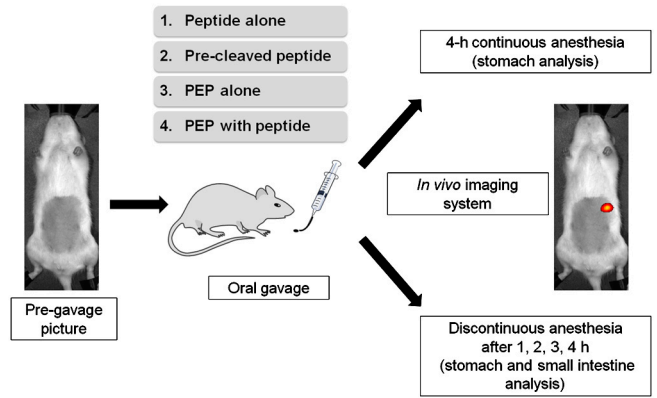 1. Peptide alone
2. Pre-cleaved peptide
3. PEP alone
4. PEP with peptide
4-h continuous anesthesia
(stomach analysis)
In vivo imaging
system
Oral gavage
Pre-gavage
picture
Discontinuous anesthesia
after 1, 2, 3, 4 h
(stomach and small intestine
analysis)